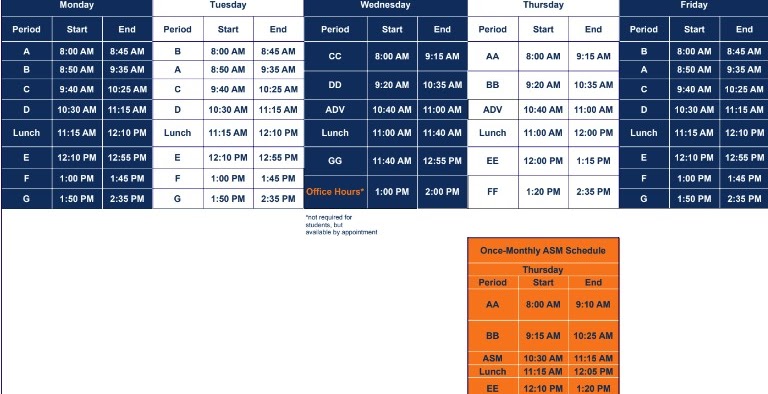 Monday Tuesday Wednesday Thursday Friday
Period Start End Period Start End Period Start End Period Start End Period Start End
A 8:00 AM 8:45 AM B 8:00 AM 8:45 AM CC 8:00 AM 9:15 AM AA 8:00 AM 9:15 AM B 8:00 AM 8:45 AM
B 8:50 AM 9:35 AM A 8:50 AM 9:35 AM A 8:50 AM 9:35 AM
C 9:40 AM 10:25 AM C 9:40 AM 10:25 AM DD 9:20 AM 10:35 AM BB 9:20 AM 10:35 AM C 9:40 AM 10:25 AM
D 10:30 AM 11:15 AM D 10:30 AM 11:15 AM ADV 10:40 AM 11:00 AM ADV 10:40 AM 11:00 AM D 10:30 AM 11:15 AM
Lunch 11:15 AM 12:10 PM Lunch 11:15 AM 12:10 PM Lunch 11:00 AM 11:40 AM Lunch 11:00 AM 12:00 PM Lunch 11:15 AM 12:10 PM
E 12:10 PM 12:55 PM E 12:10 PM 12:55 PM GG 11:40 AM 12:55 PM EE 12:00 PM 1:15 PM E 12:10 PM 12:55 PM
F 1:00 PM 1:45 PM F 1:00 PM 1:45 PM Office Hours* 1:00 PM 2:00 PM FF 1:20 PM 2:35 PM F 1:00 PM 1:45 PM
G 1:50 PM 2:35 PM G 1:50 PM 2:35 PM G 1:50 PM 2:35 PM
*not required for
students, but
available by appointment
Once-Monthly ASM Schedule
Thursday
Period Start End
AA 8:00 AM 9:10 AM
BB 9:15 AM 10:25 AM
ASM 10:30 AM 11:15 AM
Lunch 11:15 AM 12:05 PM
EE 12:10 PM 1:20 PM